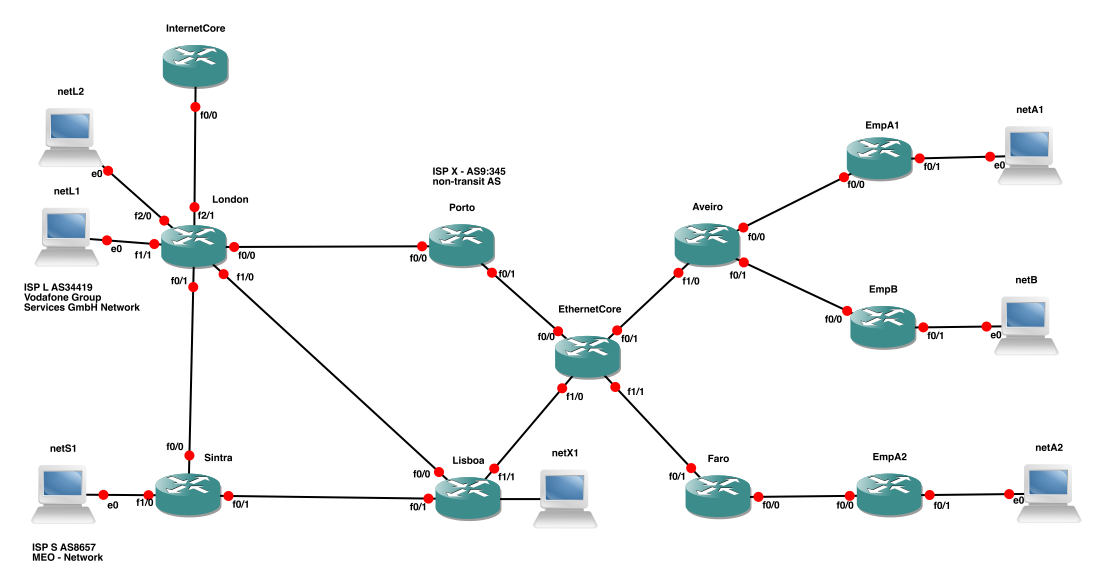 InternetCore
f0/0
netL2
e0
netL1
e0
f2/0
f2/1
London
f1/1
f0/0
f0/1
f1/0
ISP L AS34419
Vodafone Group
Services GmbH Network
ISP X - AS9:345
non-transit AS
Porto
f0/0
f0/1
EthernetCore
f0/0
f0/1
f1/0
f1/1
Aveiro
f0/0
f0/1
f1/0
EmpA1
f0/0
f0/1
netA1
e0
EmpB
f0/0
f0/1
netB
e0
netS1
e0
f0/0
Sintra
f1/0
f0/1
ISP S AS8657
MEO - Network
Lisboa
f0/0
f1/1
f0/1
netX1
Faro
f0/1
f0/0
EmpA2
f0/0
f0/1
netA2
e0